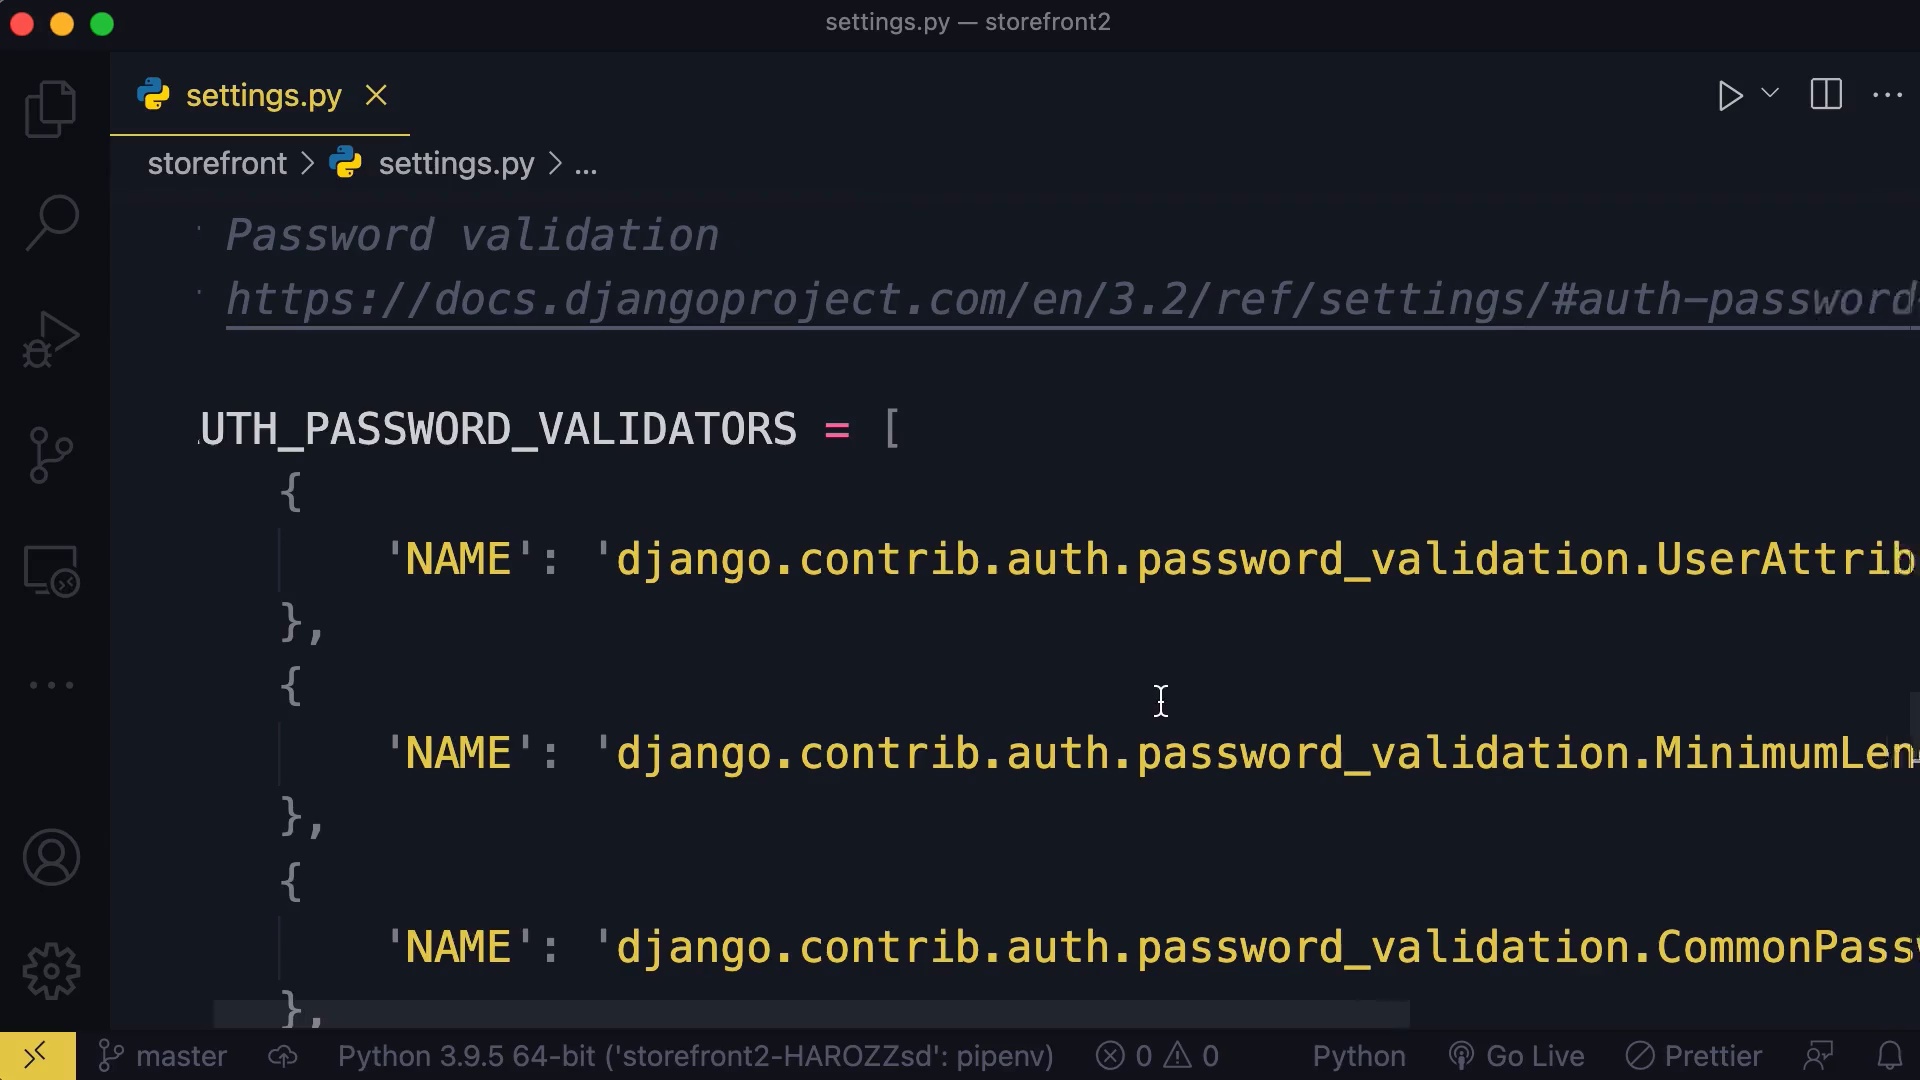 settings.py — storefront2
settings.py
storefront > settings.py > ...
Password validation
https://docs.djangoproject.com/en/3.2/ref/settings/#auth-password
UTH_PASSWORD_VALIDATORS = [
{
'NAME': 'django.contrib.auth.password_validation.UserAttrib
},
{
'NAME': 'django.contrib.auth.password_validation.MinimumLen
},
{
'NAME': 'django.contrib.auth.password_validation.CommonPass
},
master Python 3.9.5 64-bit ('storefront2-HAROZZsd': pipenv) 0 0 Python Go Live Prettier